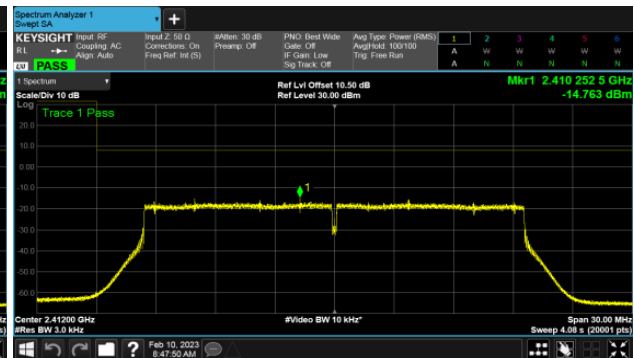 Spectrum Analyzer 1
Swept SA
KEYSIGHT Input: RF Input Z: 50 Ω #Atten: 30 dB PNO: Best Wide Avg Type: Power (RMS) 1 2 3 4 5 6
RL Coupling: AC Corrections: On Preamp: Off Gate: Off Avg|Hold: 100/100 A W W W W W
Align: Auto Freq Ref: Int (S) IF Gain: Low Trig: Free Run
LXI PASS Sig Track: Off A N N N N N
1 Spectrum Ref Lvl Offset 10.50 dB Mkr1 2.410 252 5 GHz
Scale/Div 10 dB Ref Level 30.00 dBm -14.763 dBm
Log
Trace 1 Pass
20.0
10.0
0.00
-10.0
1
-20.0
-30.0
-40.0
-50.0
-60.0
Center 2.41200 GHz #Video BW 10 kHz* Span 30.00 MHz
#Res BW 3.0 kHz Sweep 4.08 s (20001 pts)
Feb 10, 2023
8:47:50 AM